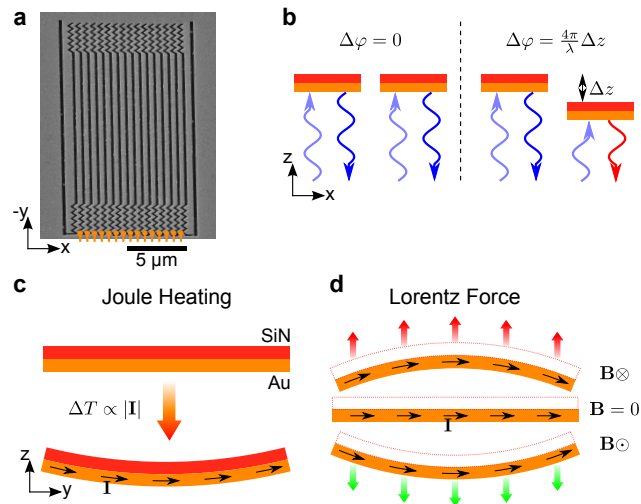 a
-y
x
5 μm
b
Δφ = 0
Δφ = 4π/λ Δz
Δz
z
x
c Joule Heating
SiN
Au
ΔT ∝ |I|
z
y
I
d Lorentz Force
B⊗
B = 0
I
B⊙